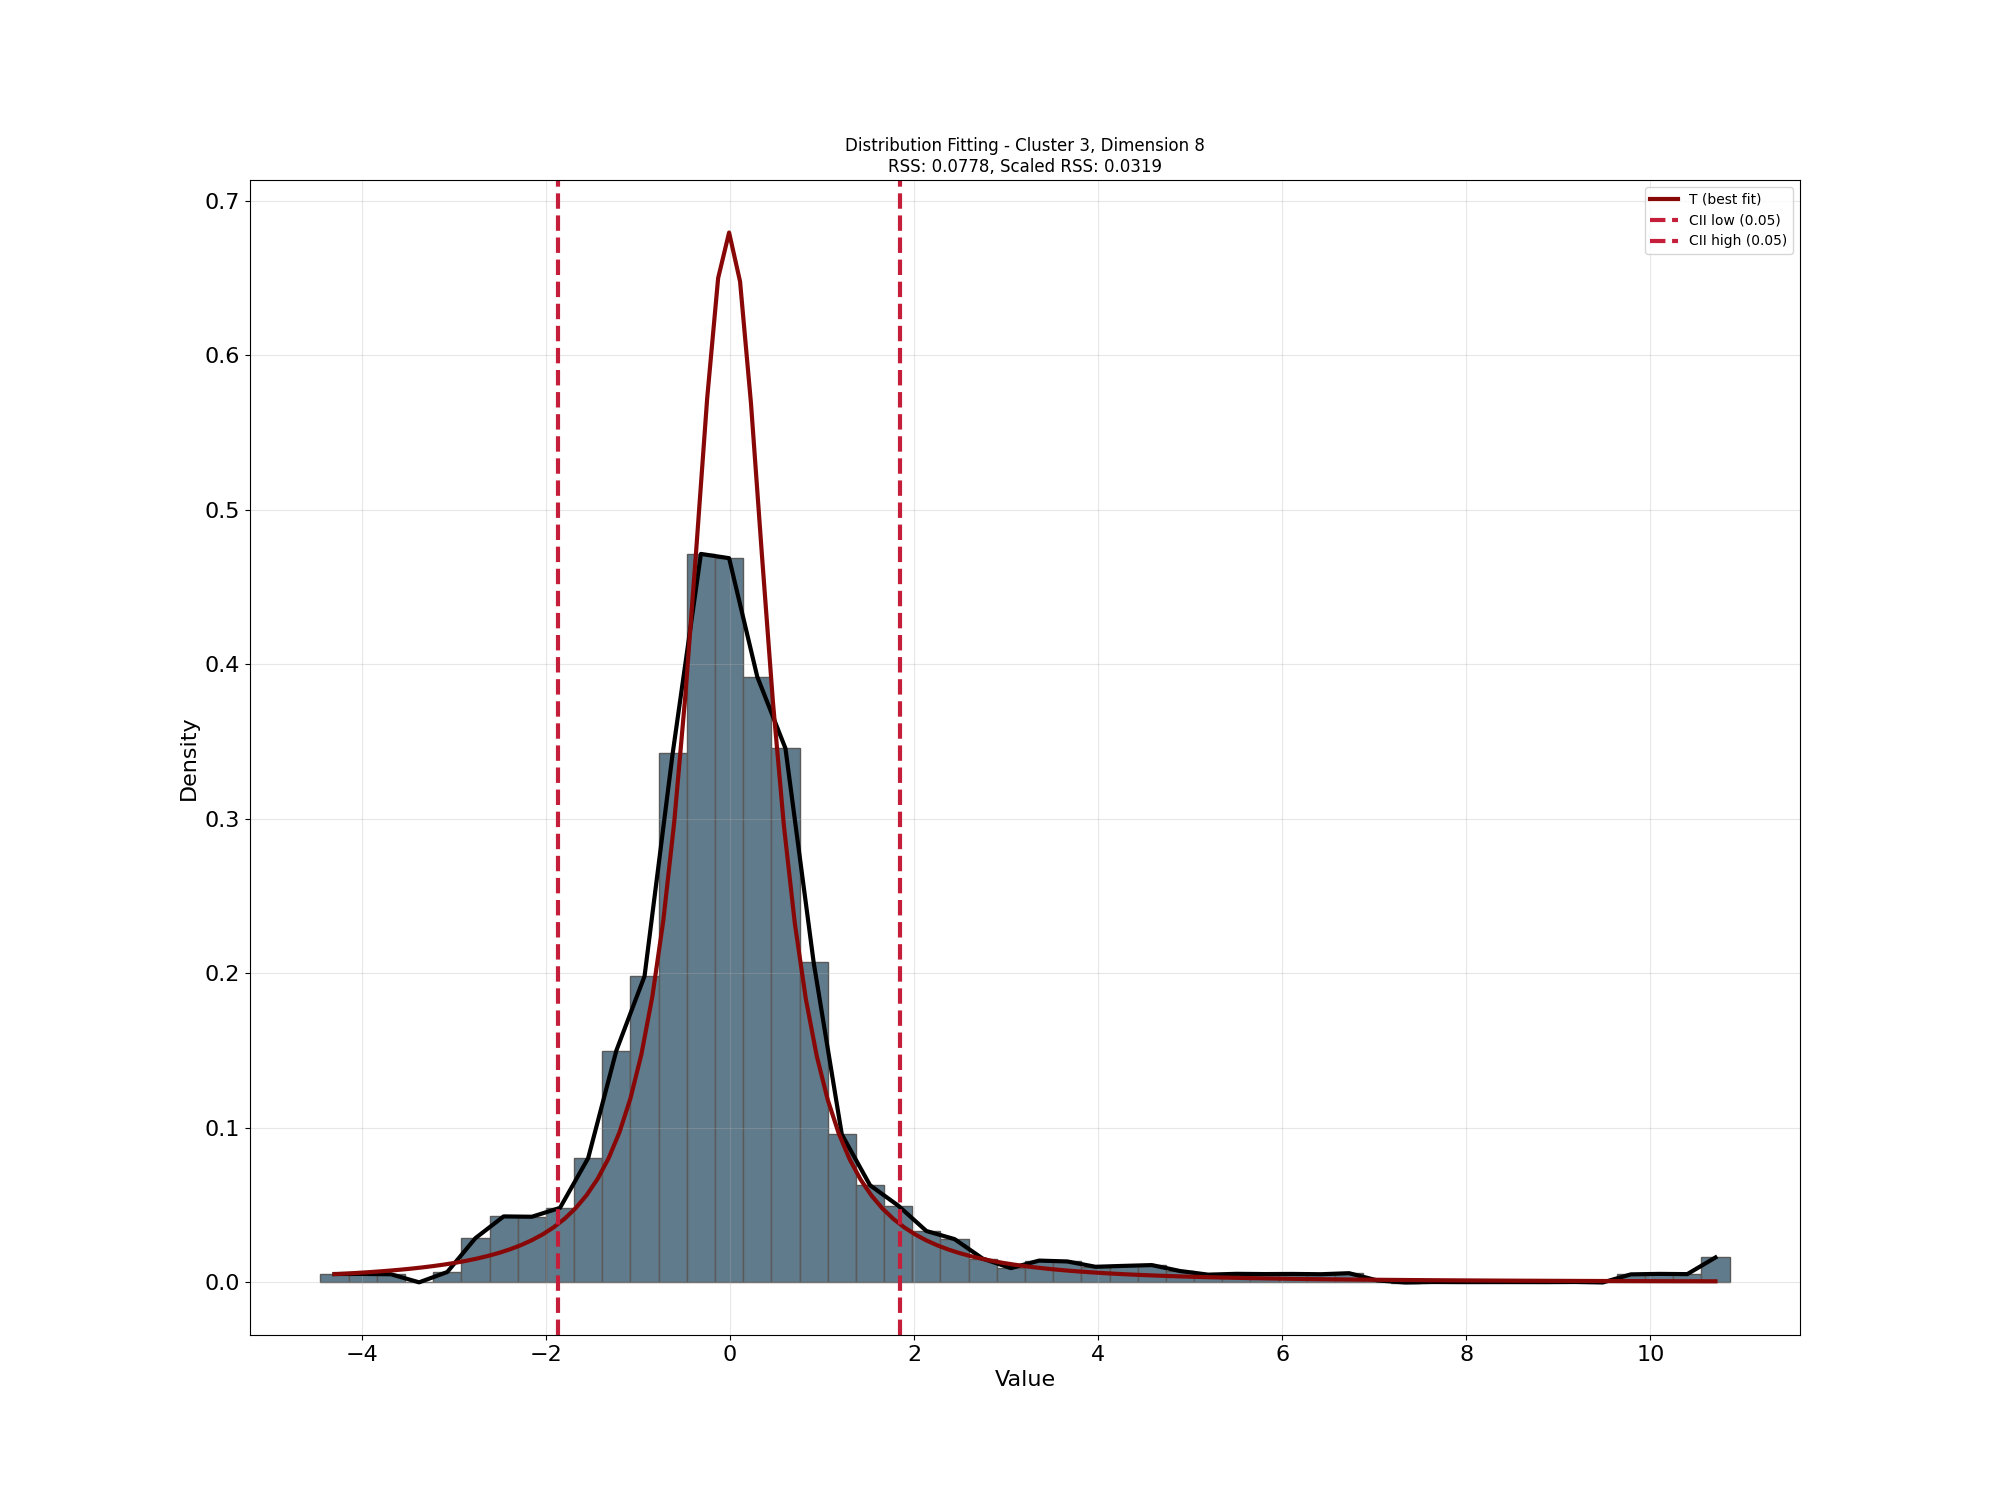 Distribution Fitting - Cluster 3, Dimension 8
RSS: 0.0778, Scaled RSS: 0.0319
T (best fit)
CII low (0.05)
CII high (0.05)
0.7
0.6
0.5
0.4
0.3
0.2
0.1
0.0
Density
−4
−2
0
2
4
6
8
10
Value